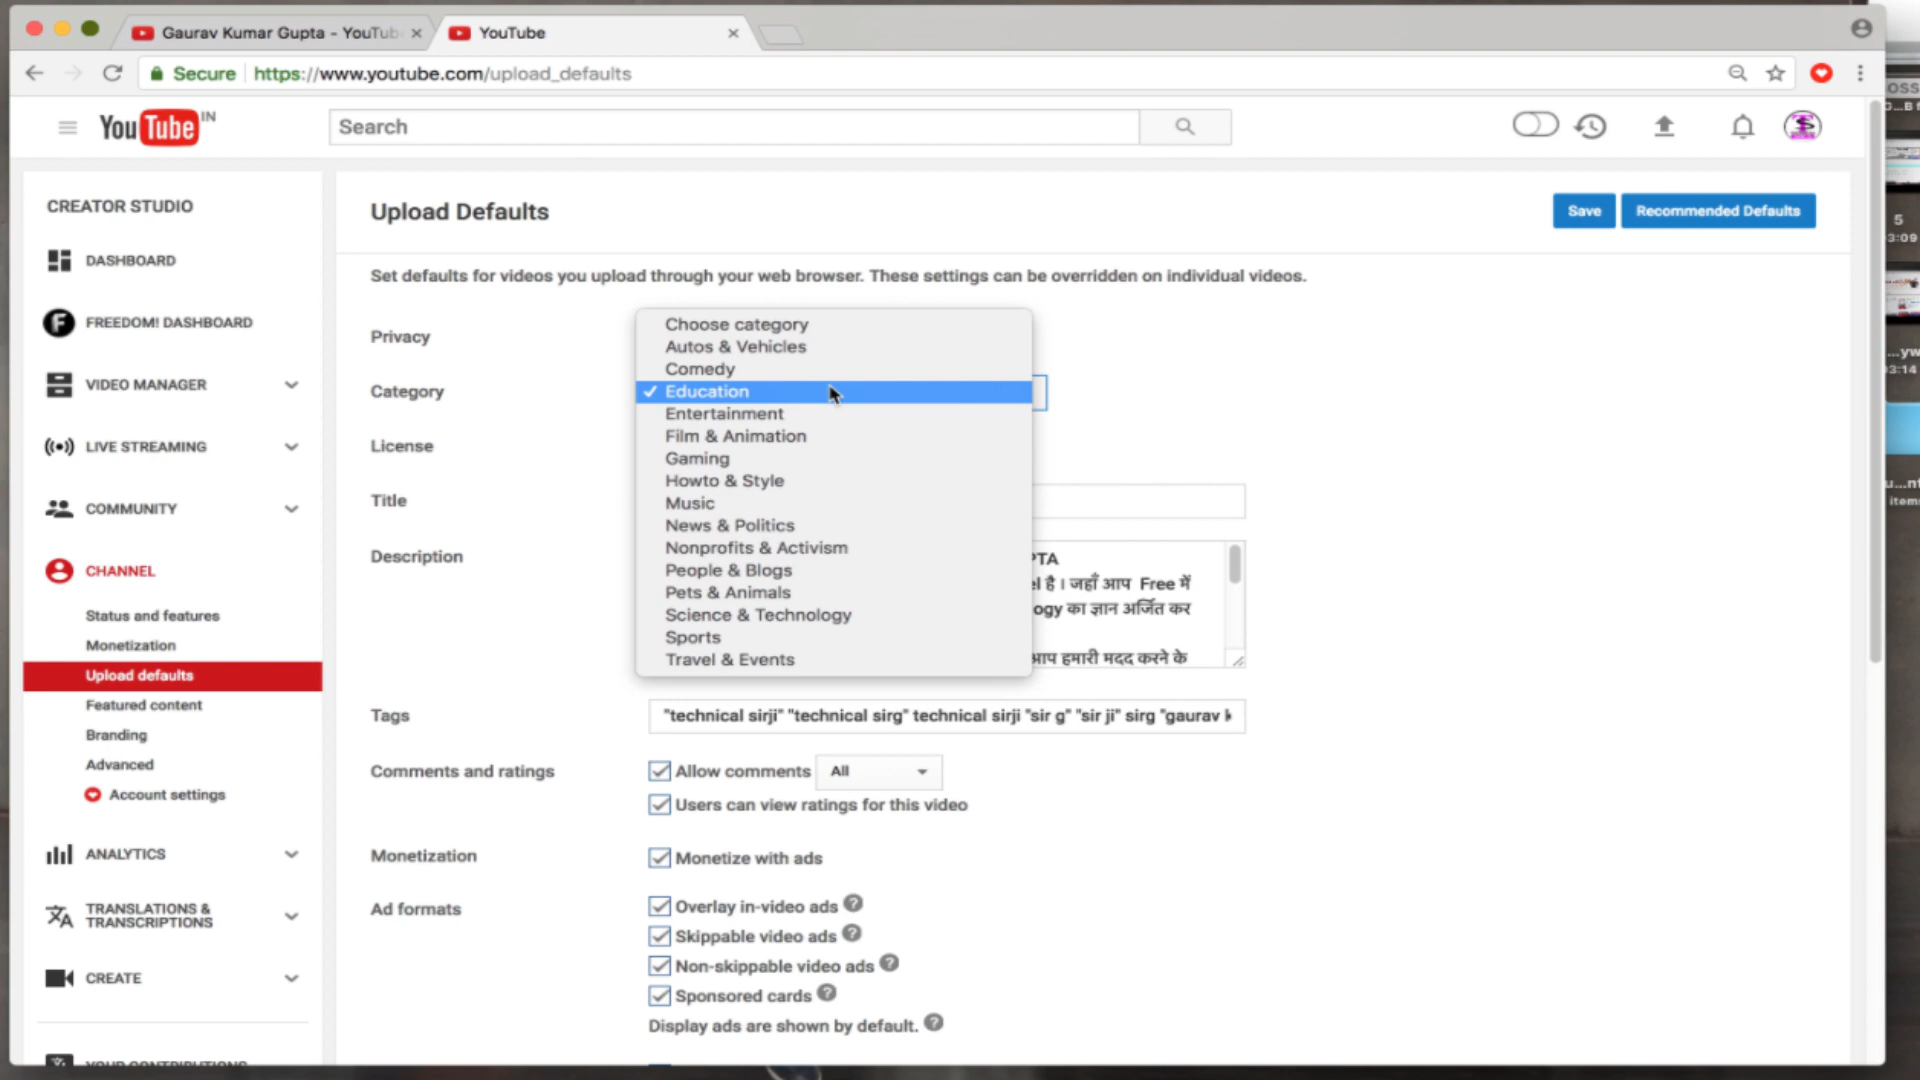 Gaurav Kumar Gupta - YouTub
YouTube
Secure
https://www.youtube.com/upload_defaults
YouTube IN
Search
CREATOR STUDIO
DASHBOARD
FREEDOM! DASHBOARD
VIDEO MANAGER
LIVE STREAMING
COMMUNITY
CHANNEL
Status and features
Monetization
Upload defaults
Featured content
Branding
Advanced
Account settings
ANALYTICS
TRANSLATIONS &
TRANSCRIPTIONS
CREATE
Upload Defaults
Save
Recommended Defaults
Set defaults for videos you upload through your web browser. These settings can be overridden on individual videos.
Privacy
Category
License
Title
Description
Choose category
Autos & Vehicles
Comedy
Education
Entertainment
Film & Animation
Gaming
Howto & Style
Music
News & Politics
Nonprofits & Activism
People & Blogs
Pets & Animals
Science & Technology
Sports
Travel & Events
PTA
है । जहाँ आप Free में
ogy का ज्ञान अर्जित कर
आप हमारी मदद करने के
Tags
"technical sirji" "technical sirg" technical sirji "sir g" "sir ji" sirg "gaurav k
Comments and ratings
Allow comments
All
Users can view ratings for this video
Monetization
Monetize with ads
Ad formats
Overlay in-video ads
Skippable video ads
Non-skippable video ads
Sponsored cards
Display ads are shown by default.
5
3:09
3:14